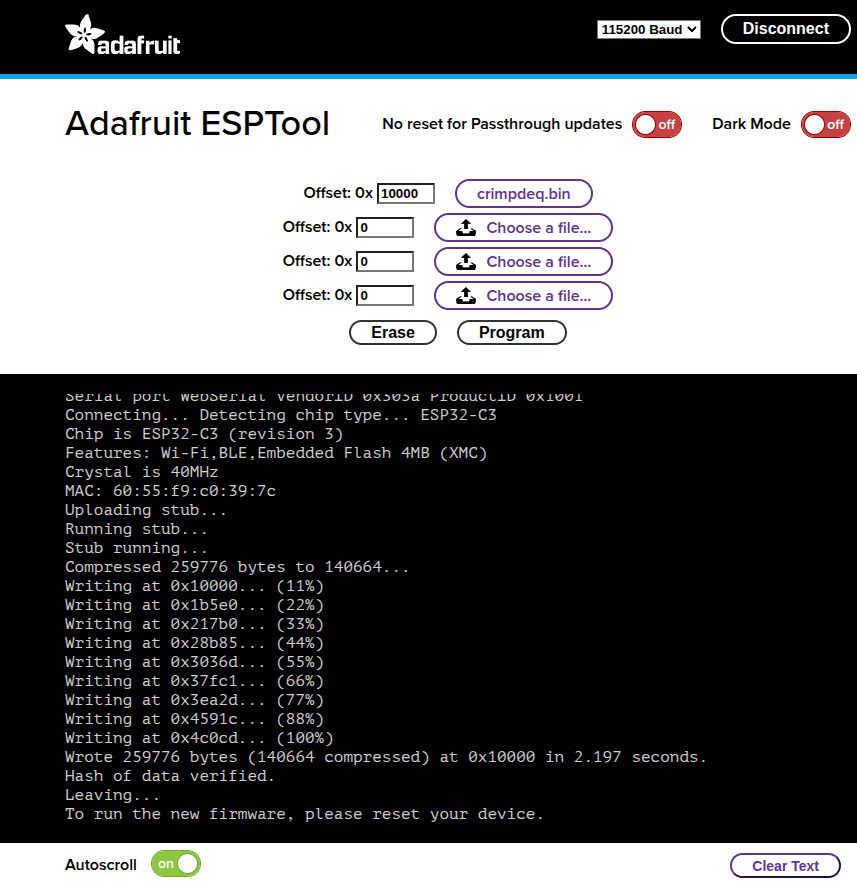 adafruit
115200 Baud
Disconnect
Adafruit ESPTool
No reset for Passthrough updates
off
Dark Mode
off
Offset: 0x 10000 crimpdeq.bin
Offset: 0x 0 Choose a file...
Offset: 0x 0 Choose a file...
Offset: 0x 0 Choose a file...
Erase
Program
Serial port WebSerial VendorID 0x303a ProductID 0x1001
Connecting... Detecting chip type... ESP32-C3
Chip is ESP32-C3 (revision 3)
Features: Wi-Fi,BLE,Embedded Flash 4MB (XMC)
Crystal is 40MHz
MAC: 60:55:f9:c0:39:7c
Uploading stub...
Running stub...
Stub running...
Compressed 259776 bytes to 140664...
Writing at 0x10000... (11%)
Writing at 0x1b5e0... (22%)
Writing at 0x217b0... (33%)
Writing at 0x28b85... (44%)
Writing at 0x3036d... (55%)
Writing at 0x37fc1... (66%)
Writing at 0x3ea2d... (77%)
Writing at 0x4591c... (88%)
Writing at 0x4c0cd... (100%)
Wrote 259776 bytes (140664 compressed) at 0x10000 in 2.197 seconds.
Hash of data verified.
Leaving...
To run the new firmware, please reset your device.
Autoscroll
on
Clear Text